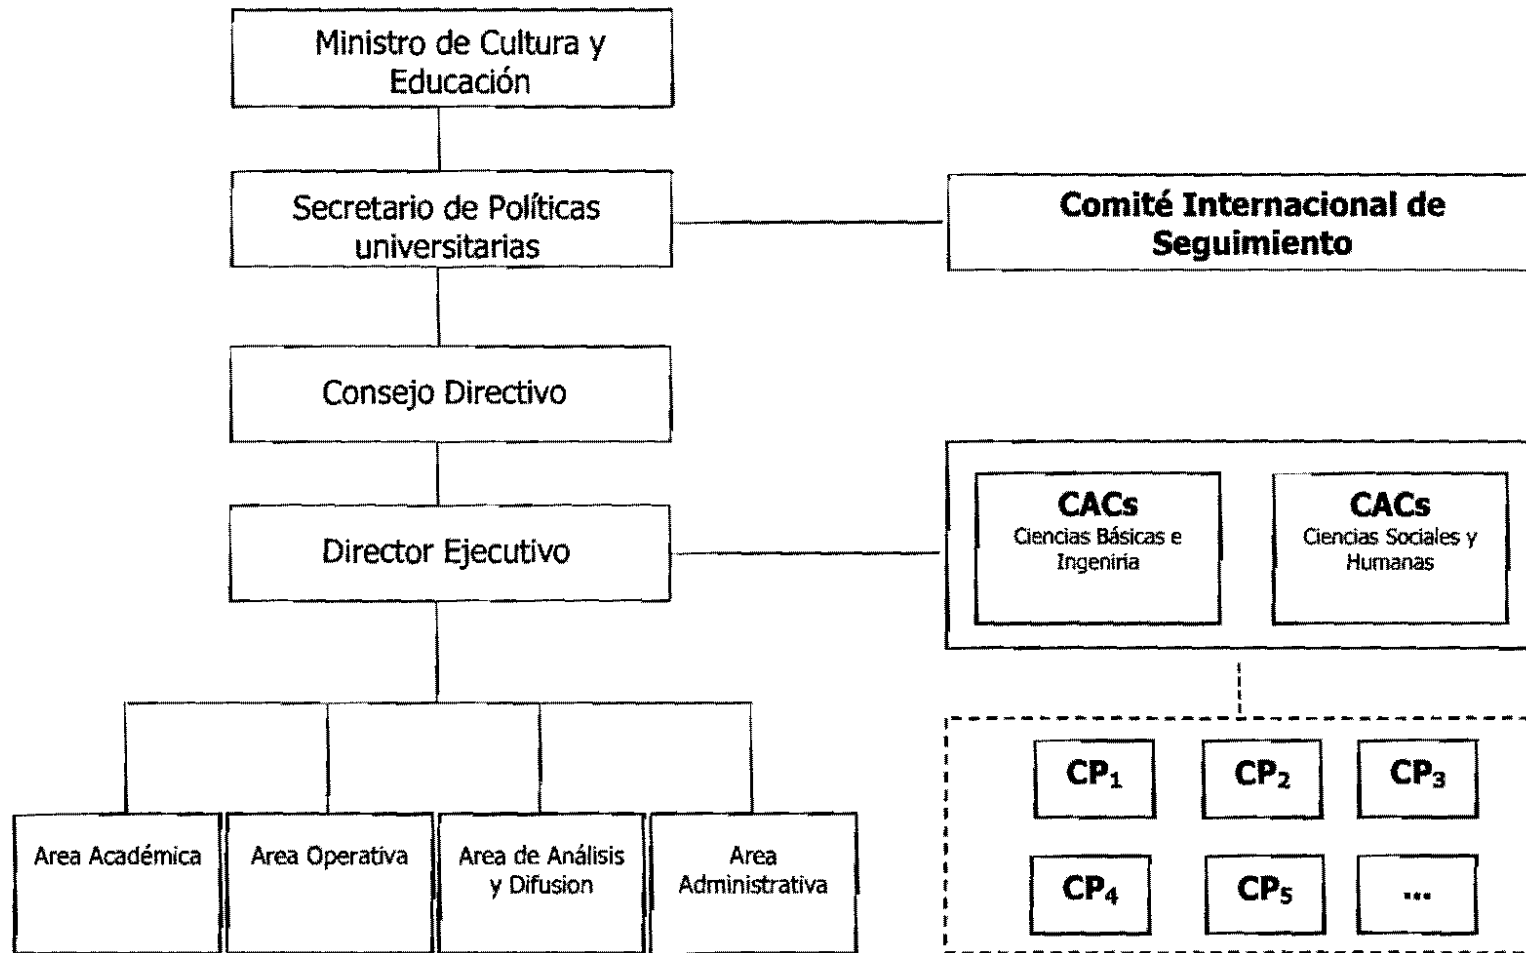 Ministro de Cultura y
Educación
Secretario de Políticas
universitarias
Comité Internacional de
Seguimiento
Consejo Directivo
Director Ejecutivo
CACs
Ciencias Básicas e
Ingeniría
CACs
Ciencias Sociales y
Humanas
CP₁
CP₂
CP₃
CP₄
CP₅
...
Area Académica
Area Operativa
Area de Análisis
y Difusion
Area
Administrativa